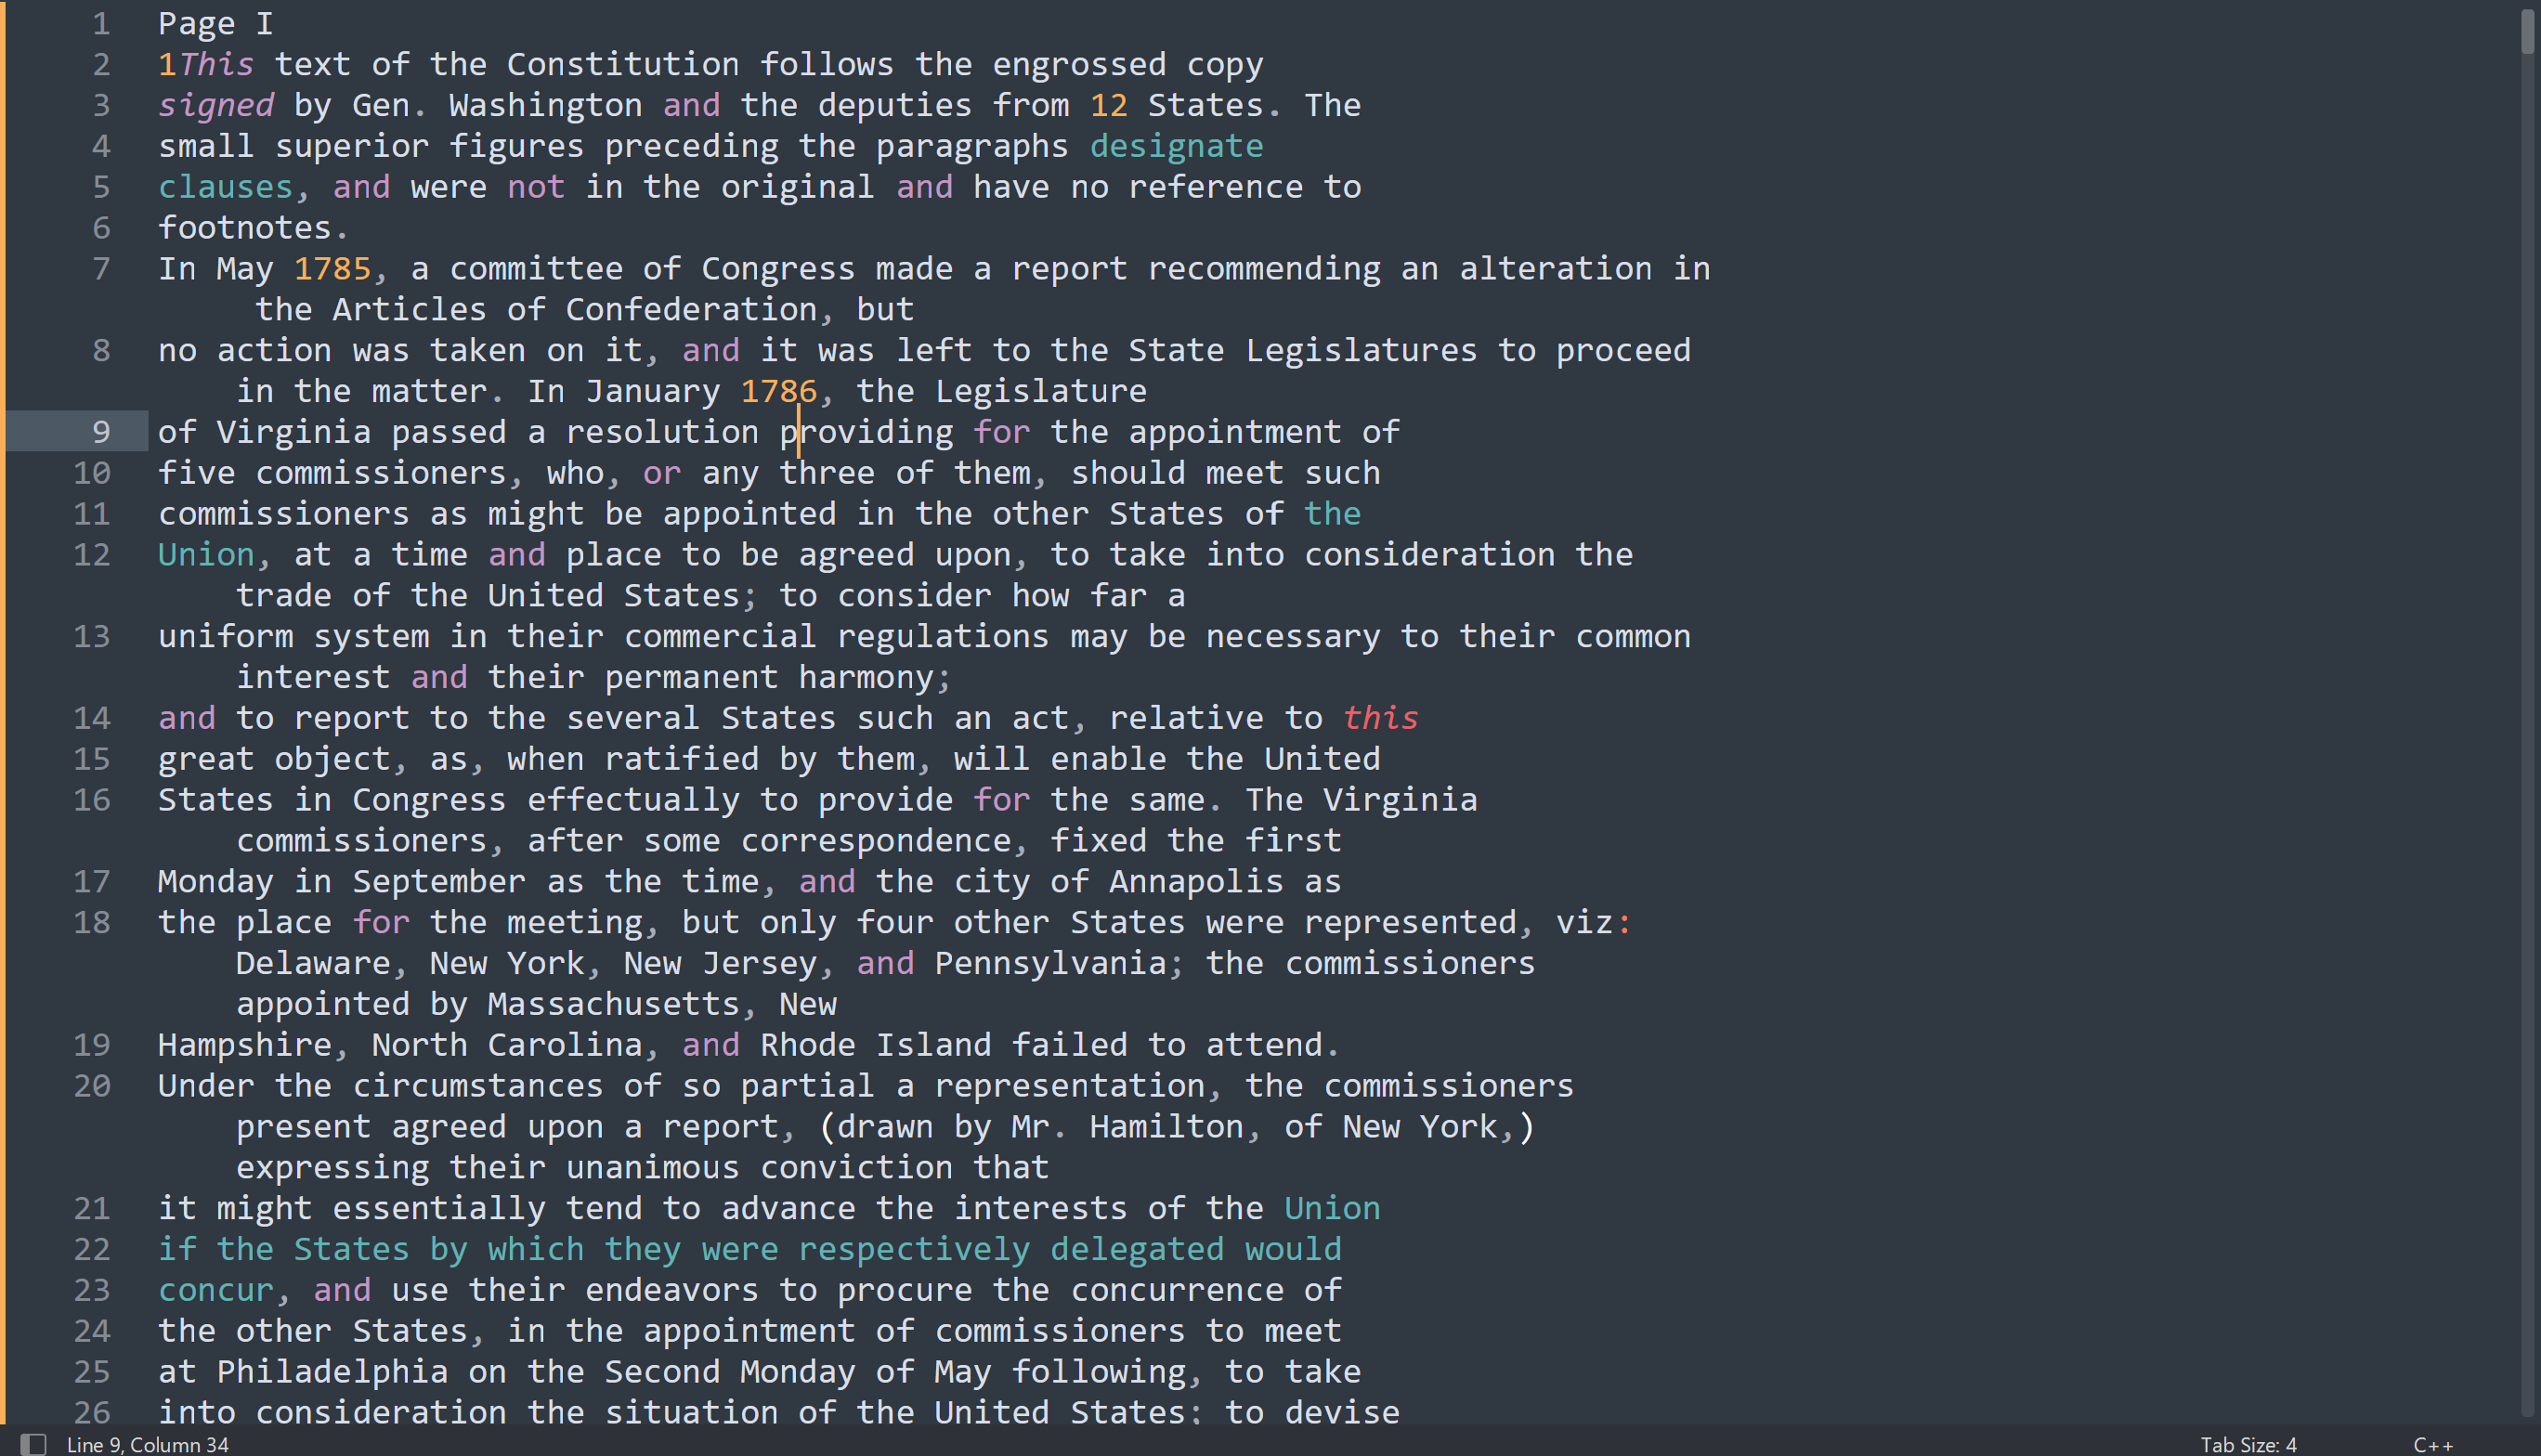 1 Page I
2 1This text of the Constitution follows the engrossed copy
3 signed by Gen. Washington and the deputies from 12 States. The
4 small superior figures preceding the paragraphs designate
5 clauses, and were not in the original and have no reference to
6 footnotes.
7 In May 1785, a committee of Congress made a report recommending an alteration in
the Articles of Confederation, but
8 no action was taken on it, and it was left to the State Legislatures to proceed
in the matter. In January 1786, the Legislature
9 of Virginia passed a resolution providing for the appointment of
10 five commissioners, who, or any three of them, should meet such
11 commissioners as might be appointed in the other States of the
12 Union, at a time and place to be agreed upon, to take into consideration the
trade of the United States; to consider how far a
13 uniform system in their commercial regulations may be necessary to their common
interest and their permanent harmony;
14 and to report to the several States such an act, relative to this
15 great object, as, when ratified by them, will enable the United
16 States in Congress effectually to provide for the same. The Virginia
commissioners, after some correspondence, fixed the first
17 Monday in September as the time, and the city of Annapolis as
18 the place for the meeting, but only four other States were represented, viz:
Delaware, New York, New Jersey, and Pennsylvania; the commissioners
appointed by Massachusetts, New
19 Hampshire, North Carolina, and Rhode Island failed to attend.
20 Under the circumstances of so partial a representation, the commissioners
present agreed upon a report, (drawn by Mr. Hamilton, of New York,)
expressing their unanimous conviction that
21 it might essentially tend to advance the interests of the Union
22 if the States by which they were respectively delegated would
23 concur, and use their endeavors to procure the concurrence of
24 the other States, in the appointment of commissioners to meet
25 at Philadelphia on the Second Monday of May following, to take
26 into consideration the situation of the United States; to devise
Line 9, Column 34 Tab Size: 4 C++